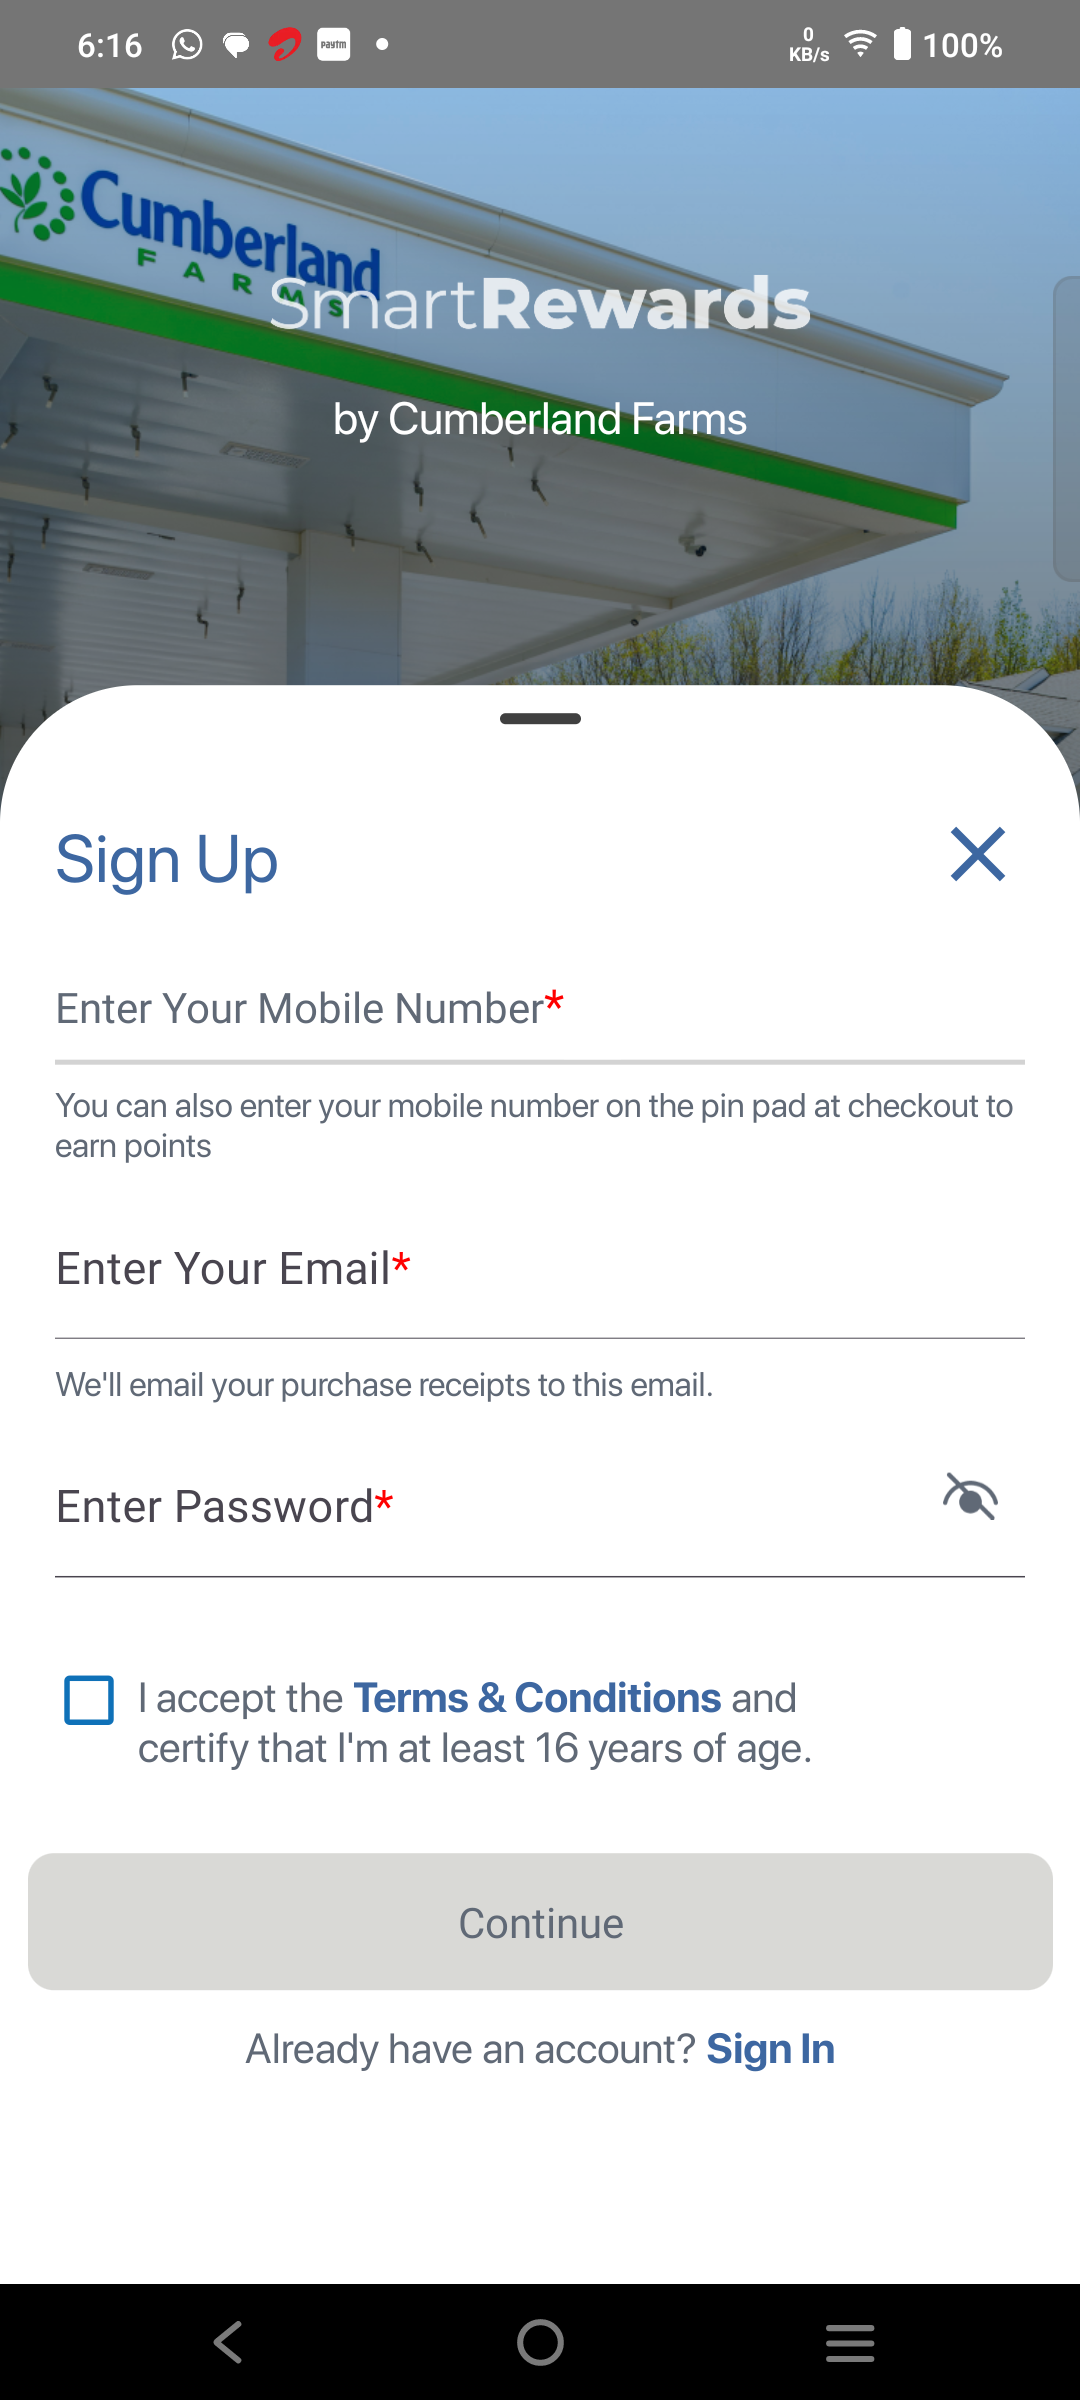 6:16
paytm
0
KB/s
100%
Cumberland
FARMS
SmartRewards
by Cumberland Farms
Sign Up
Enter Your Mobile Number*
You can also enter your mobile number on the pin pad at checkout to
earn points
Enter Your Email*
We'll email your purchase receipts to this email.
Enter Password*
I accept the Terms & Conditions and
certify that I'm at least 16 years of age.
Continue
Already have an account? Sign In